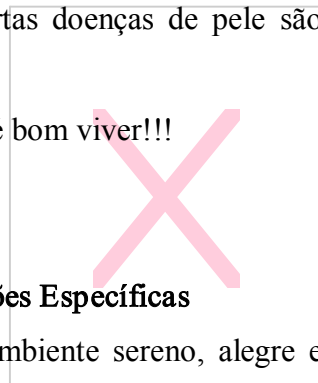 rtas doenças de pele são
e bom viver!!!
ões Específicas
mbiente sereno, alegre e